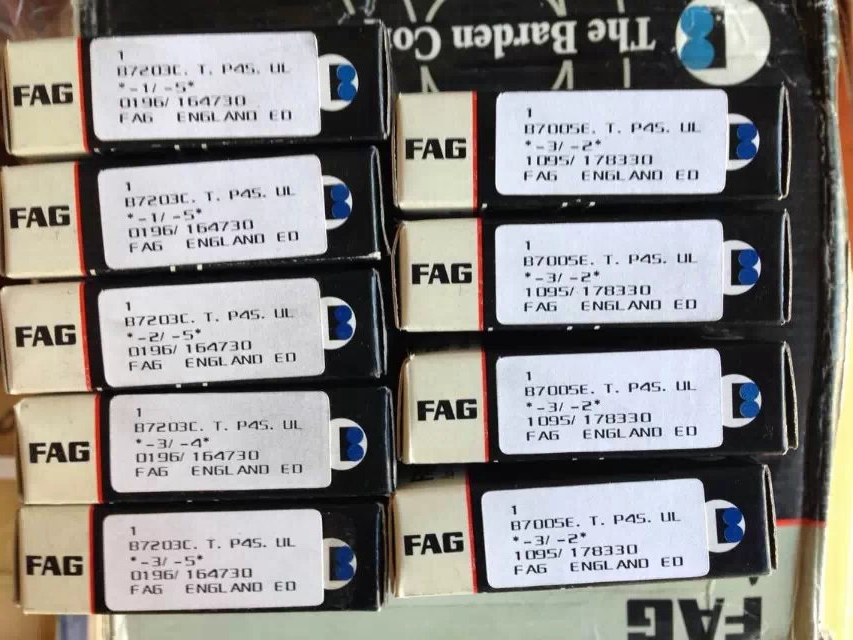 The Barden Co
FAG
1
B7203C. T. P4S. UL
*-1/ -5*
0196/ 164730
FAG ENGLAND ED
FAG
1
B7203C. T. P4S. UL
*-1/ -5*
0196/ 164730
FAG ENGLAND ED
FAG
1
B7203C. T. P4S. UL
*-2/ -5*
0196/ 164730
FAG ENGLAND ED
FAG
1
B7203C. T. P4S. UL
*-3/ -4*
0196/ 164730
FAG ENGLAND ED
FAG
1
B7203C. T. P4S. UL
*-3/ -5*
0196/ 164730
FAG ENGLAND ED
FAG
1
B7005E. T. P4S. UL
*-3/ -2*
1095/ 178330
FAG ENGLAND ED
FAG
1
B7005E. T. P4S. UL
*-3/ -2*
1095/ 178330
FAG ENGLAND ED
FAG
1
B7005E. T. P4S. UL
*-3/ -2*
1095/ 178330
FAG ENGLAND ED
FAG
1
B7005E. T. P4S. UL
*-3/ -2*
1095/ 178330
FAG ENGLAND ED
FAG